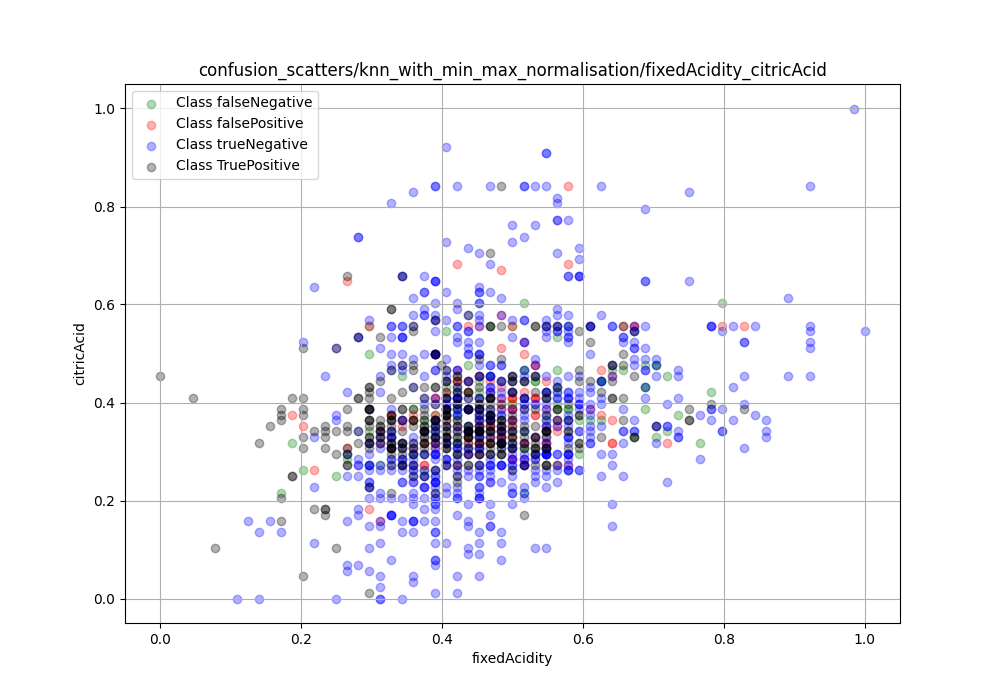 confusion_scatters/knn_with_min_max_normalisation/fixedAcidity_citricAcid
Class falseNegative
Class falsePositive
Class trueNegative
Class TruePositive
citricAcid
1.0
0.8
0.6
0.4
0.2
0.0
0.0 0.2 0.4 0.6 0.8 1.0
fixedAcidity